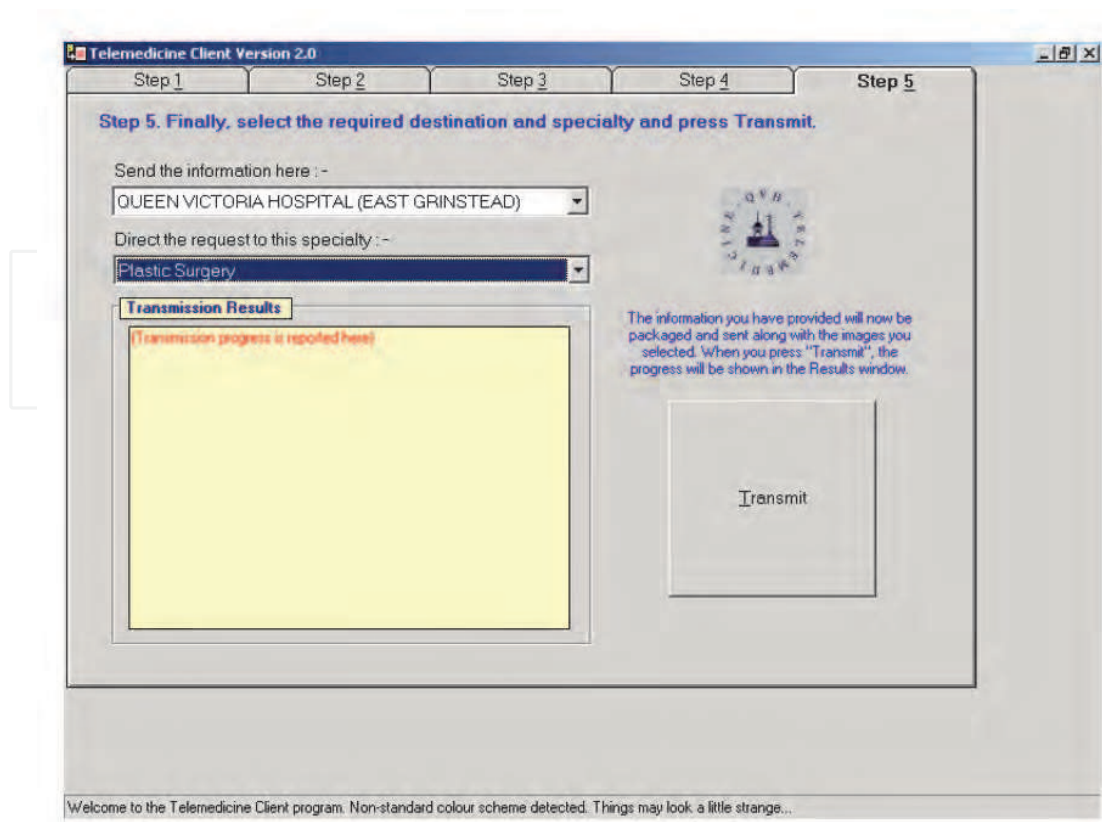 Telemedicine Client Version 2.0
Step 1 Step 2 Step 3 Step 4 Step 5
Step 5. Finally, select the required destination and specialty and press Transmit.
Send the information here : -
QUEEN VICTORIA HOSPITAL (EAST GRINSTEAD)
Direct the request to this specialty : -
Plastic Surgery
Transmission Results
(Transmission progress is reported here)
QVH TELEMEDICINE
The information you have provided will now be
packaged and sent along with the images you
selected. When you press "Transmit", the
progress will be shown in the Results window.
Transmit
Welcome to the Telemedicine Client program. Non-standard colour scheme detected. Things may look a little strange...